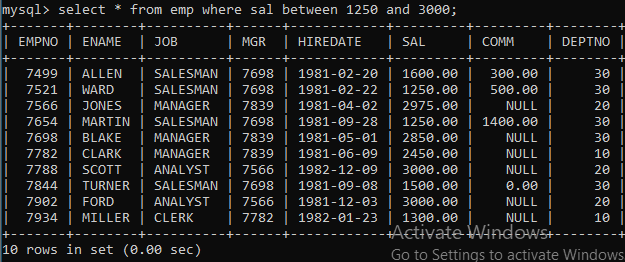 mysql> select * from emp where sal between 1250 and 3000;
+-------+--------+----------+------+------------+---------+---------+--------+
| EMPNO | ENAME  | JOB      | MGR  | HIREDATE   | SAL     | COMM    | DEPTNO |
+-------+--------+----------+------+------------+---------+---------+--------+
|  7499 | ALLEN  | SALESMAN | 7698 | 1981-02-20 | 1600.00 |  300.00 |     30 |
|  7521 | WARD   | SALESMAN | 7698 | 1981-02-22 | 1250.00 |  500.00 |     30 |
|  7566 | JONES  | MANAGER  | 7839 | 1981-04-02 | 2975.00 |    NULL |     20 |
|  7654 | MARTIN | SALESMAN | 7698 | 1981-09-28 | 1250.00 | 1400.00 |     30 |
|  7698 | BLAKE  | MANAGER  | 7839 | 1981-05-01 | 2850.00 |    NULL |     30 |
|  7782 | CLARK  | MANAGER  | 7839 | 1981-06-09 | 2450.00 |    NULL |     10 |
|  7788 | SCOTT  | ANALYST  | 7566 | 1982-12-09 | 3000.00 |    NULL |     20 |
|  7844 | TURNER | SALESMAN | 7698 | 1981-09-08 | 1500.00 |    0.00 |     30 |
|  7902 | FORD   | ANALYST  | 7566 | 1981-12-03 | 3000.00 |    NULL |     20 |
|  7934 | MILLER | CLERK    | 7782 | 1982-01-23 | 1300.00 |    NULL |     10 |
+-------+--------+----------+------+------------+---------+---------+--------+
10 rows in set (0.00 sec)
Activate Windows
Go to Settings to activate Windows